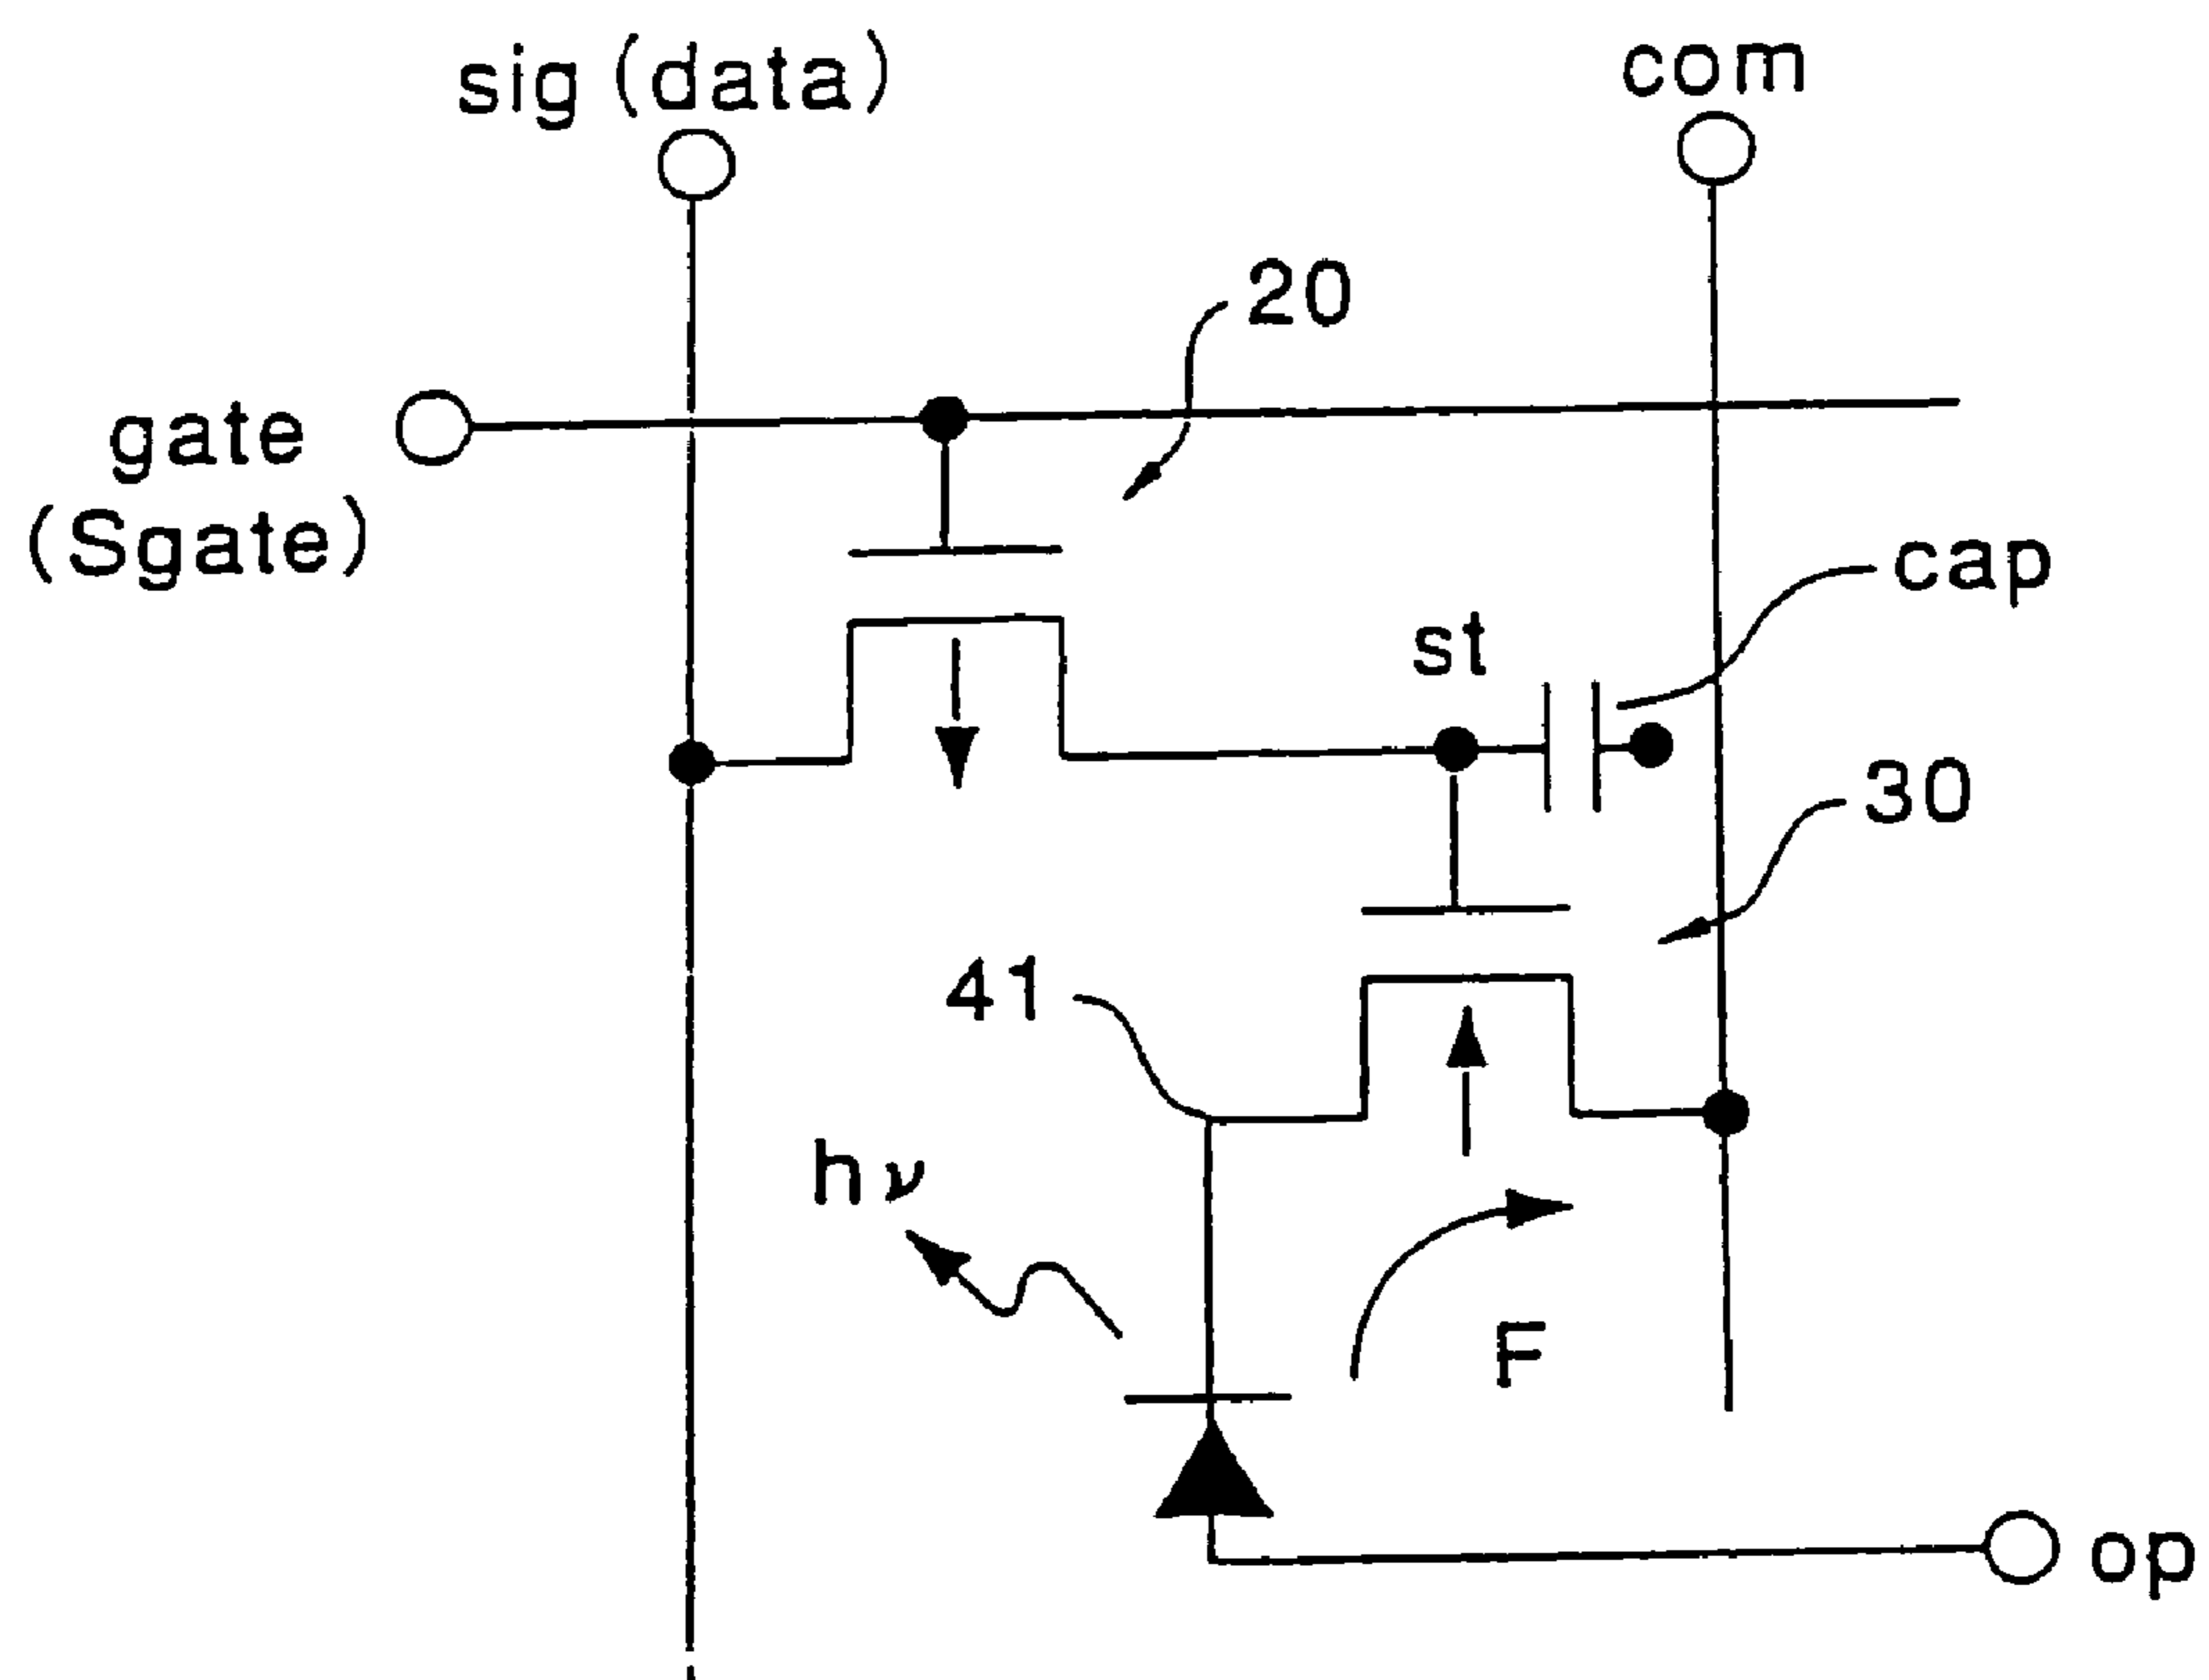 sig (data)
com
20
gate
(Sgate)
cap
st
30
41
hν
F
op